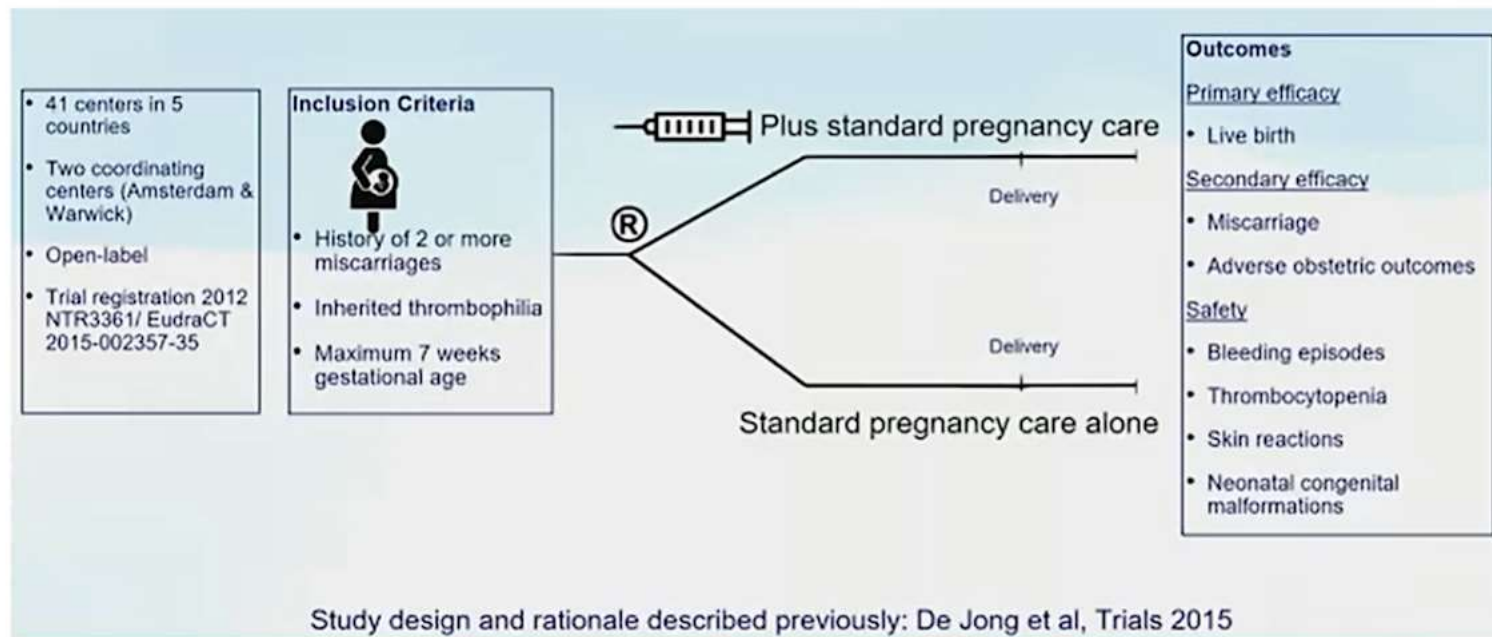 • 41 centers in 5
countries
• Two coordinating
centers (Amsterdam &
Warwick)
• Open-label
• Trial registration 2012
NTR3361/ EudraCT
2015-002357-35
Inclusion Criteria
• History of 2 or more
miscarriages
• Inherited thrombophilia
• Maximum 7 weeks
gestational age
R
Plus standard pregnancy care
Delivery
Delivery
Standard pregnancy care alone
Outcomes
Primary efficacy
• Live birth
Secondary efficacy
• Miscarriage
• Adverse obstetric outcomes
Safety
• Bleeding episodes
• Thrombocytopenia
• Skin reactions
• Neonatal congenital
malformations
Study design and rationale described previously: De Jong et al, Trials 2015